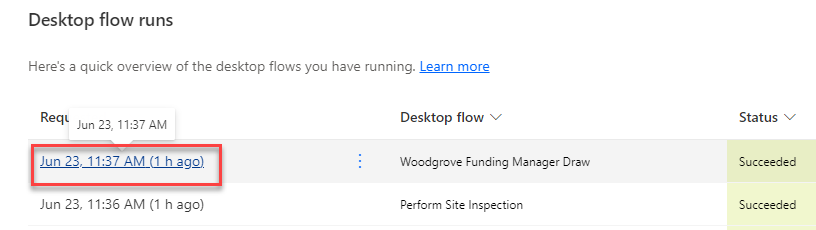 Desktop flow runs
Here's a quick overview of the desktop flows you have running. Learn more
Requ Desktop flow Status
Jun 23, 11:37 AM
Jun 23, 11:37 AM (1 h ago) Woodgrove Funding Manager Draw Succeeded
Jun 23, 11:36 AM (1 h ago) Perform Site Inspection Succeeded